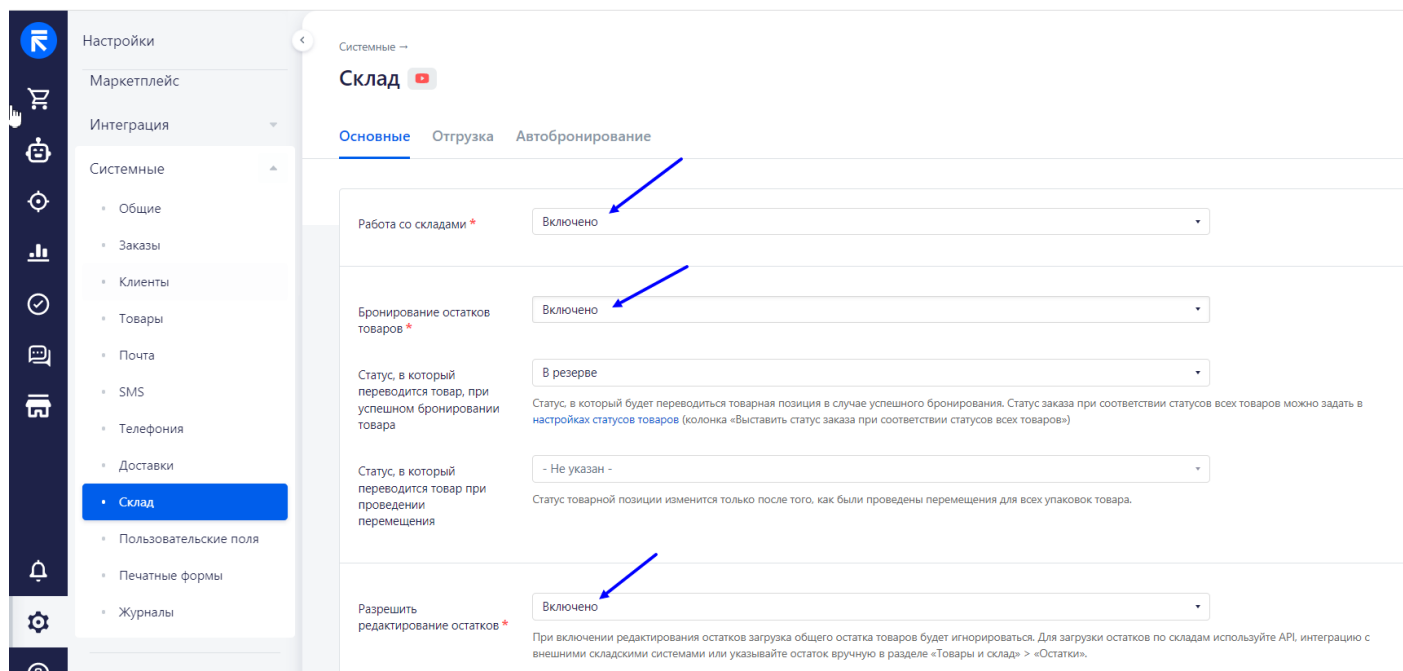 Настройки
Маркетплейс
Интеграция
Системные
Общие
Заказы
Клиенты
Товары
Почта
SMS
Телефония
Доставки
Склад
Пользовательские поля
Печатные формы
Журналы
Системные →
Склад
Основные Отгрузка Автобронирование
Работа со складами * Включено
Бронирование остатков
товаров *
Включено
Статус, в который
переводится товар, при
успешном бронировании
товара
В резерве
Статус, в который будет переводиться товарная позиция в случае успешного бронирования. Статус заказа при соответствии статусов всех товаров можно задать в
настройках статусов товаров (колонка «Выставить статус заказа при соответствии статусов всех товаров»)
Статус, в который
переводится товар при
проведении
перемещения
- Не указан -
Статус товарной позиции изменится только после того, как были проведены перемещения для всех упаковок товара.
Разрешить
редактирование остатков *
Включено
При включении редактирования остатков загрузка общего остатка товаров будет игнорироваться. Для загрузки остатков по складам используйте API, интеграцию с
внешними складскими системами или указывайте остаток вручную в разделе «Товары и склад» > «Остатки».